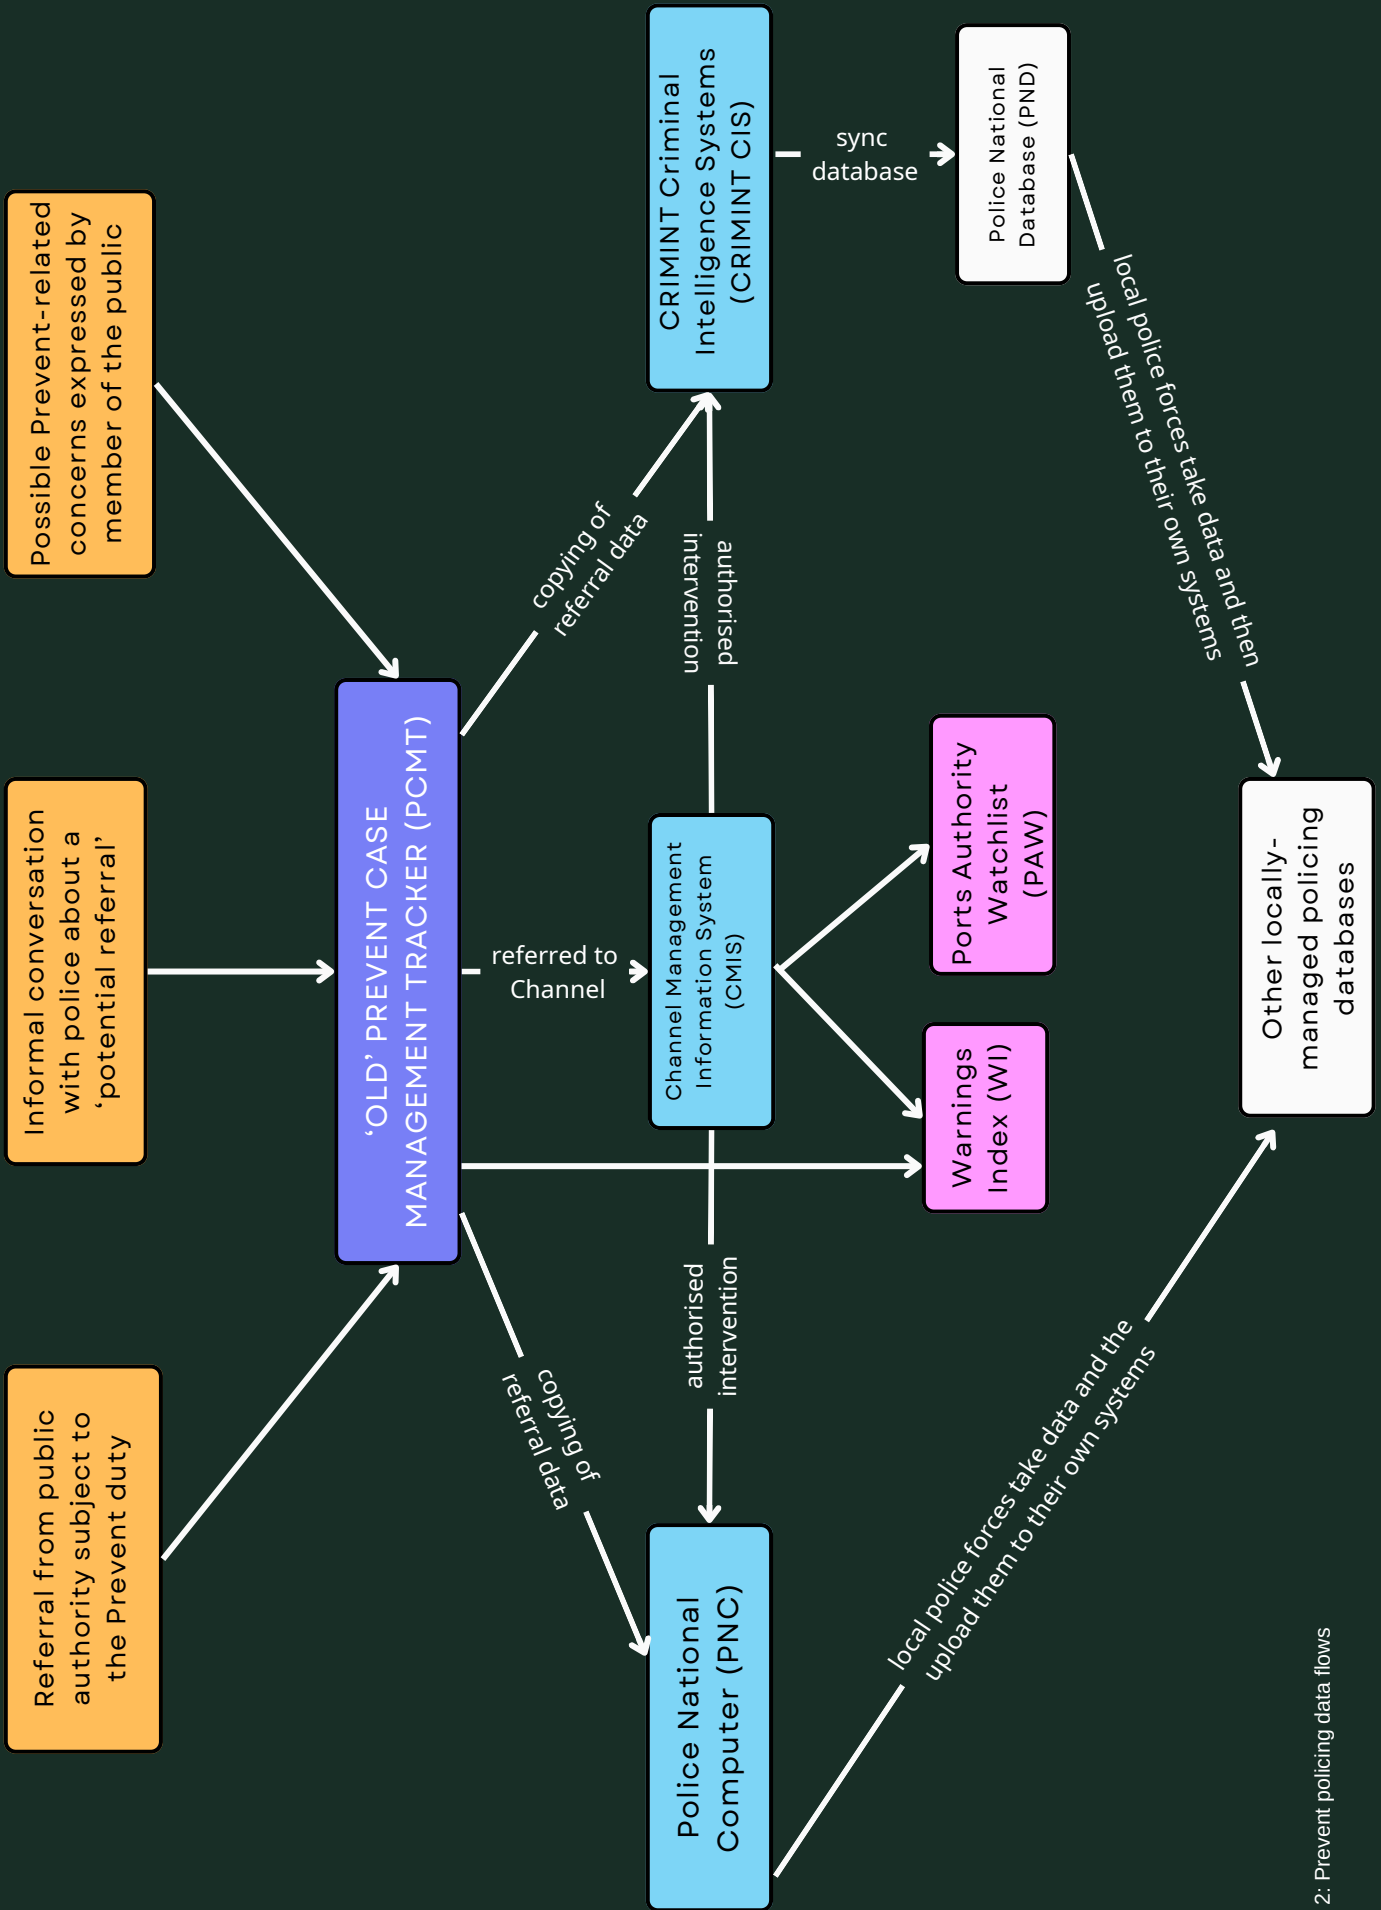 Referral from public
authority subject to
the Prevent duty
Informal conversation
with police about a
‘potential referral’
Possible Prevent-related
concerns expressed by
member of the public
‘OLD’ PREVENT CASE
MANAGEMENT TRACKER (PCMT)
copying of
referral data
referred to
Channel
copying of
referral data
Police National
Computer (PNC)
authorised
intervention
Channel Management
Information System
(CMIS)
authorised
intervention
CRIMINT Criminal
Intelligence Systems
(CRIMINT CIS)
sync
database
Warnings
Index (WI)
Ports Authority
Watchlist
(PAW)
Police National
Database (PND)
local police forces take data and the
upload them to their own systems
local police forces take data and then
upload them to their own systems
Other locally-
managed policing
databases
2: Prevent policing data flows